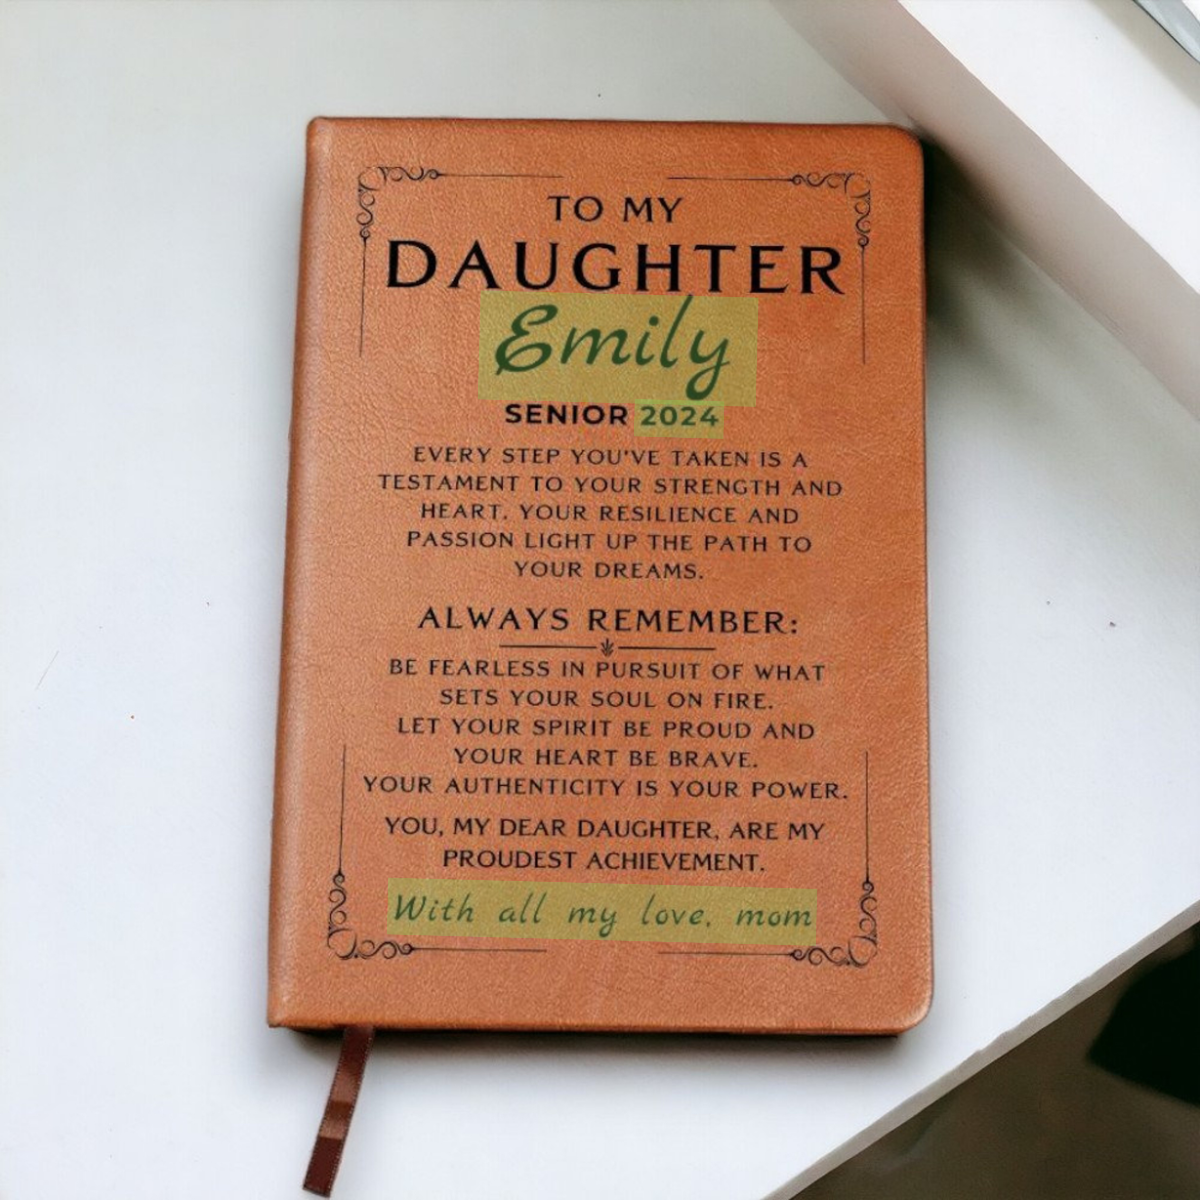 TO MY
DAUGHTER
Emily
SENIOR 2024
EVERY STEP YOU'VE TAKEN IS A
TESTAMENT TO YOUR STRENGTH AND
HEART. YOUR RESILIENCE AND
PASSION LIGHT UP THE PATH TO
YOUR DREAMS.
ALWAYS REMEMBER:
BE FEARLESS IN PURSUIT OF WHAT
SETS YOUR SOUL ON FIRE.
LET YOUR SPIRIT BE PROUD AND
YOUR HEART BE BRAVE.
YOUR AUTHENTICITY IS YOUR POWER.
YOU, MY DEAR DAUGHTER, ARE MY
PROUDEST ACHIEVEMENT.
With all my love, mom